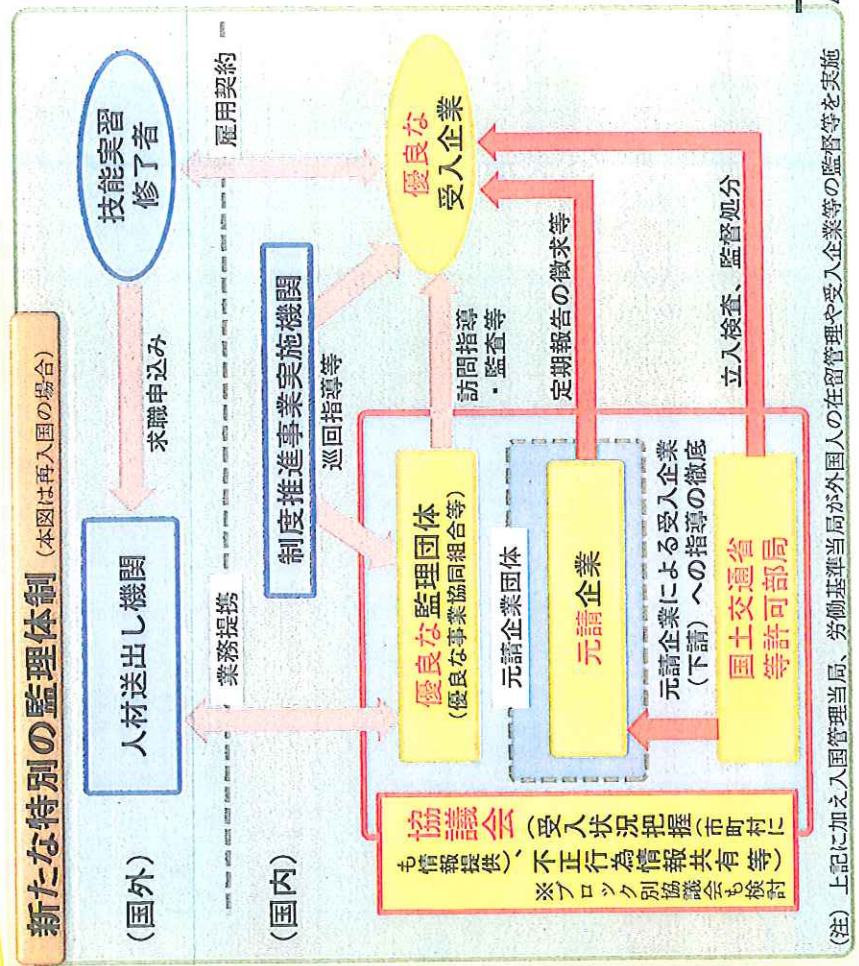 新たな特別の監理体制(本図は再入国の場合)
(国外)
人材送出し機関
求職申込み
技能実習
修了者
(国内)
業務提携
雇用契約
制度推進事業実施機関
巡回指導等
優良な監理団体
(優良な事業協同組合等)
訪問指導
・監査等
優良な
受入企業
元請企業団体
元請企業
定期報告の徴求等
元請企業による受入企業
(下請)への指導の徹底
国土交通省
等許可部局
立入検査、監督処分
協議会(受入状況把握(市町村に
も情報提供)、不正行為情報共有等)
※ブロック別協議会も検討
(注)上記に加え入国管理当局、労働基準当局が外国人の在留管理や受入企業等の監督等を実施